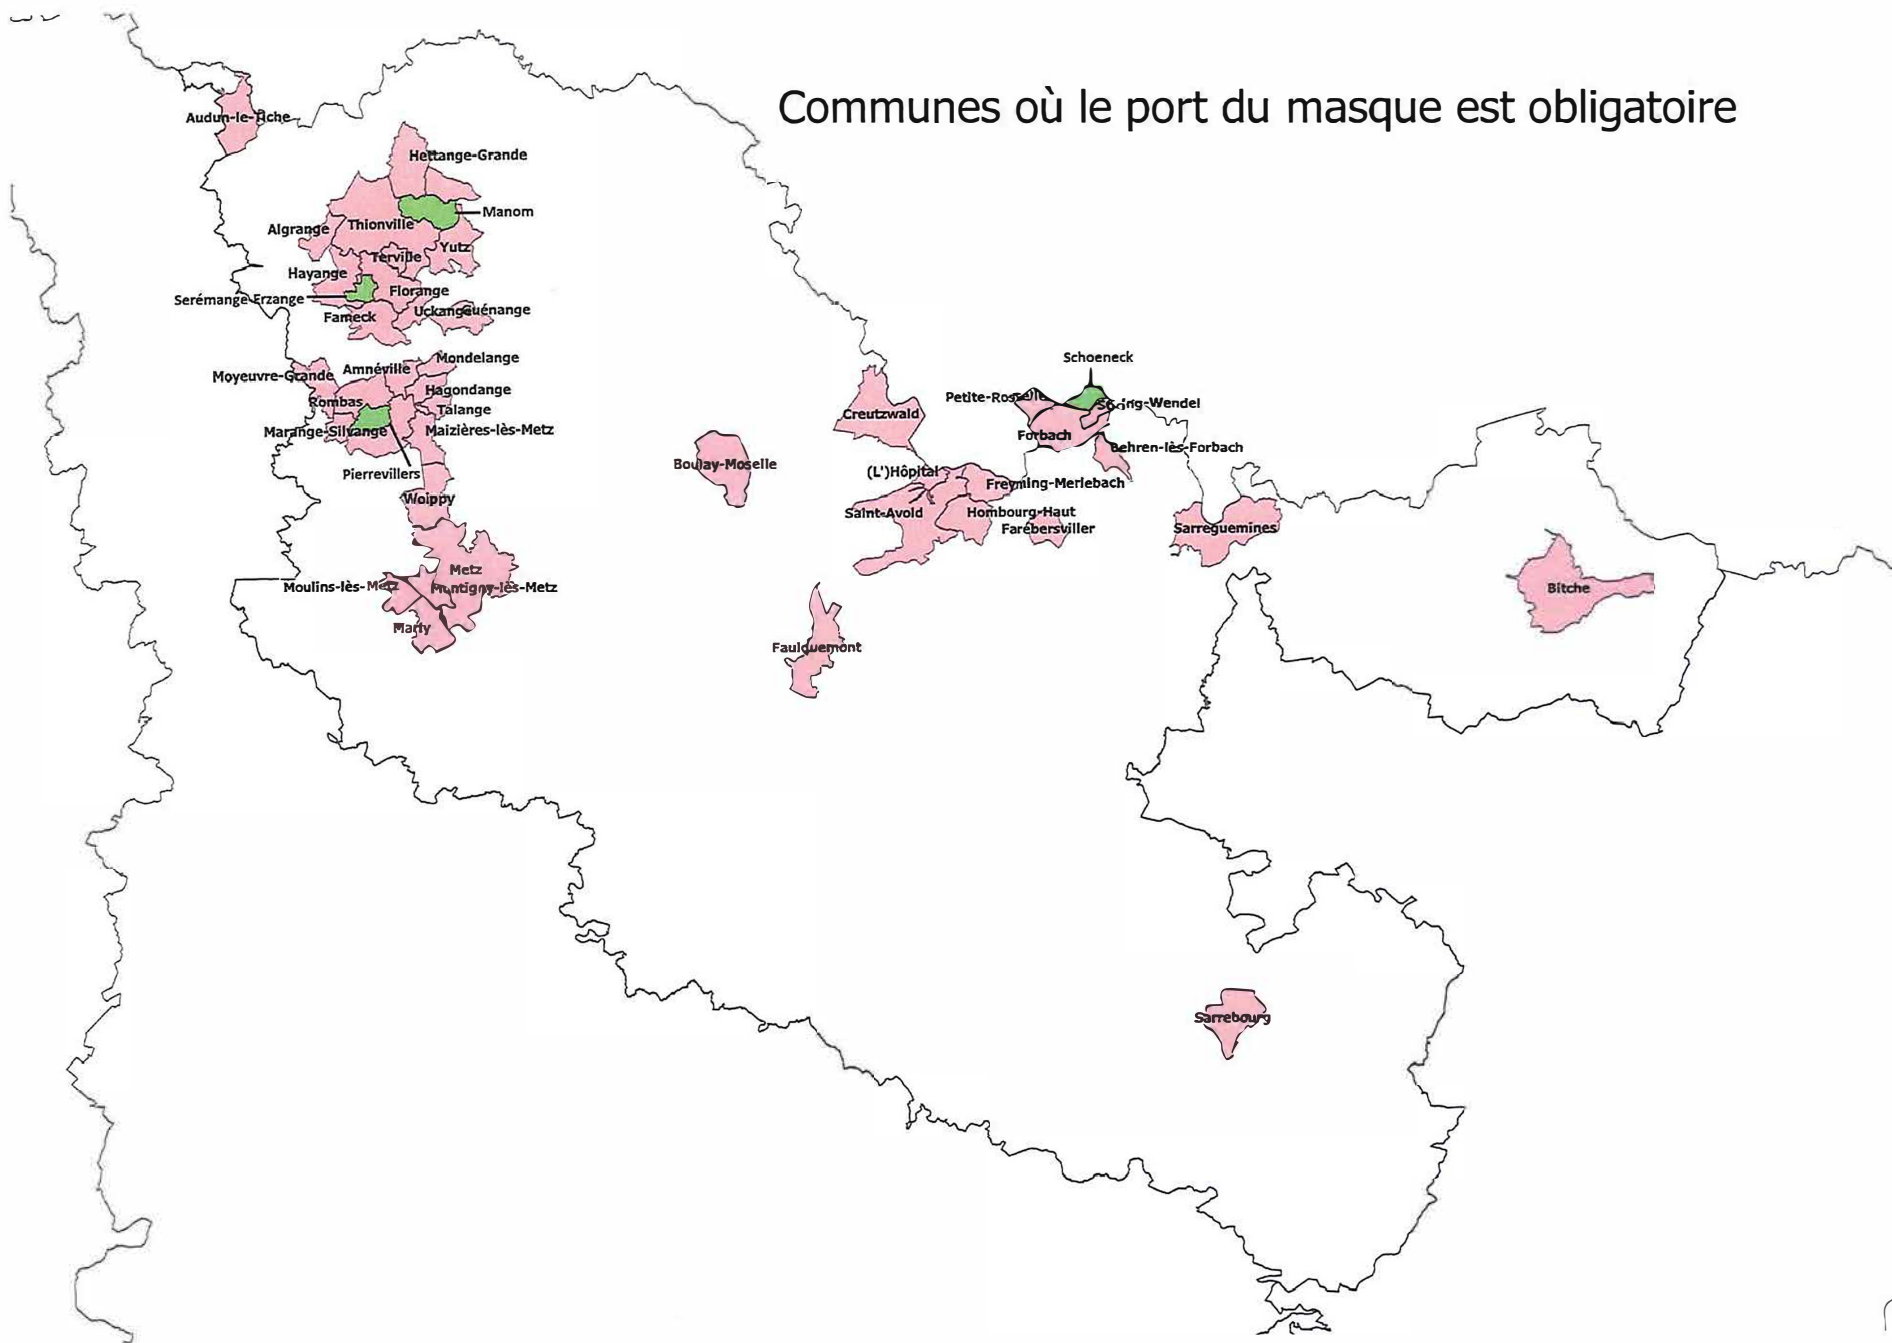 Communes où le port du masque est obligatoire
Audun-le-Tiche
Hettange-Grande
Manom
Algrange
Thionville
Yutz
Terville
Hayange
Serémange-Erzange
Florange
Fameck
Uckange
Guénange
Mondelange
Moyeuvre-Grande
Amnéville
Hagondange
Rombas
Talange
Marange-Silvange
Maizières-lès-Metz
Pierrevillers
Woippy
Metz
Moulins-lès-Metz
Montigny-lès-Metz
Marly
Boulay-Moselle
Faulquemont
Creutzwald
Schoeneck
Petite-Rosselle
Stiring-Wendel
Forbach
Behren-lès-Forbach
(L')Hôpital
Freyming-Merlebach
Saint-Avold
Hombourg-Haut
Farébersviller
Sarreguemines
Bitche
Sarrebourg